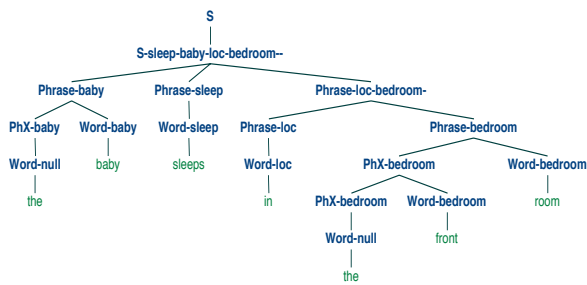 S
S-sleep-baby-loc-bedroom--
Phrase-baby Phrase-sleep Phrase-loc-bedroom-
PhX-baby Word-baby Word-sleep Phrase-loc Phrase-bedroom
Word-null baby sleeps Word-loc PhX-bedroom Word-bedroom
the in PhX-bedroom Word-bedroom room
Word-null front
the